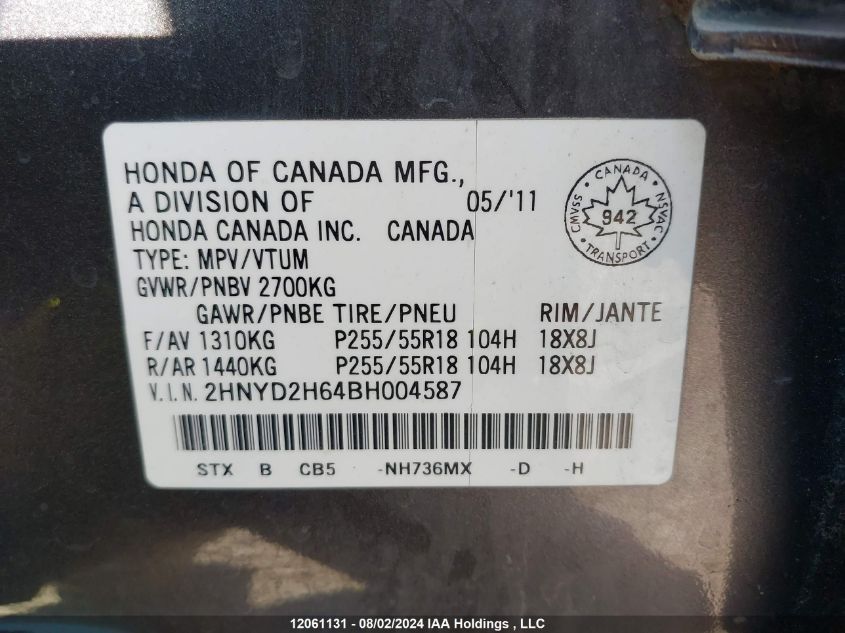 HONDA OF CANADA MFG.,
A DIVISION OF 05/'11
HONDA CANADA INC. CANADA
TYPE: MPV/VTUM
GVWR/PNBV 2700KG
GAWR/PNBE TIRE/PNEU RIM/JANTE
F/AV 1310KG P255/55R18 104H 18X8J
R/AR 1440KG P255/55R18 104H 18X8J
V.I.N. 2HNYD2H64BH004587
STX B CB5 -NH736MX -D -H
CANADA
CMVSS 942 NSVAC
TRANSPORT
12061131 - 08/02/2024 IAA Holdings , LLC